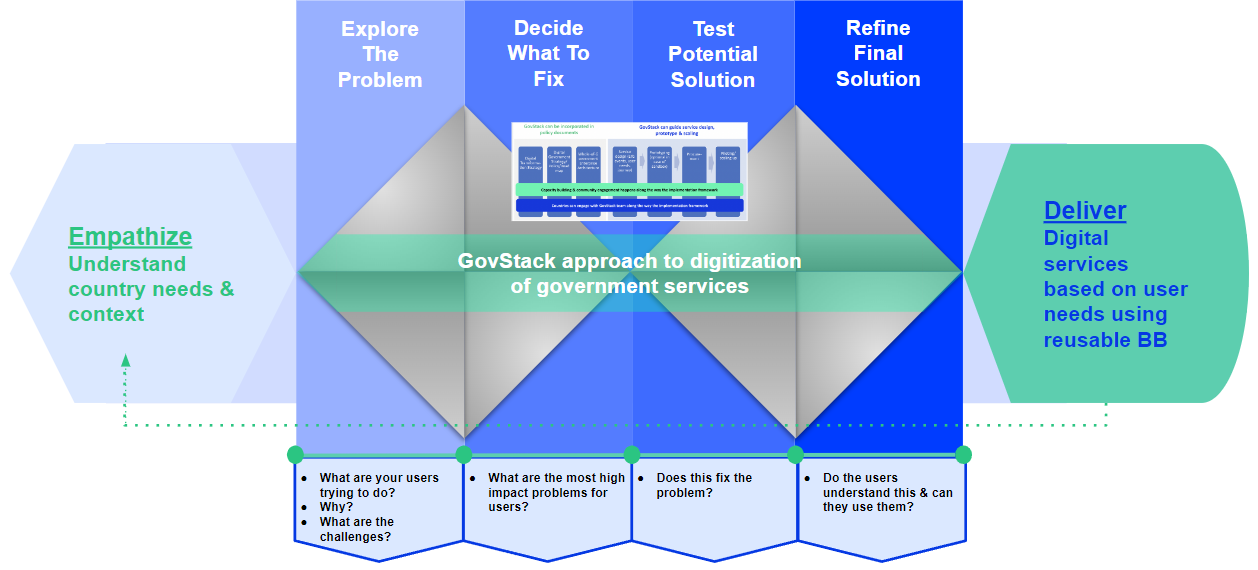 Explore
The
Problem
Decide
What To
Fix
Test
Potential
Solution
Refine
Final
Solution
GovStack can be incorporated in
policy documents
GovStack can guide service design,
prototype & scaling
Capacity building & community engagement happens along the way the implementation framework
Countries can engage with GovStack team along the way the implementation framework
Empathize
Understand
country needs &
context
GovStack approach to digitization
of government services
Deliver
Digital
services
based on user
needs using
reusable BB
• What are your users
trying to do?
• Why?
• What are the
challenges?
• What are the most high
impact problems for
users?
• Does this fix the
problem?
• Do the users
understand this & can
they use them?